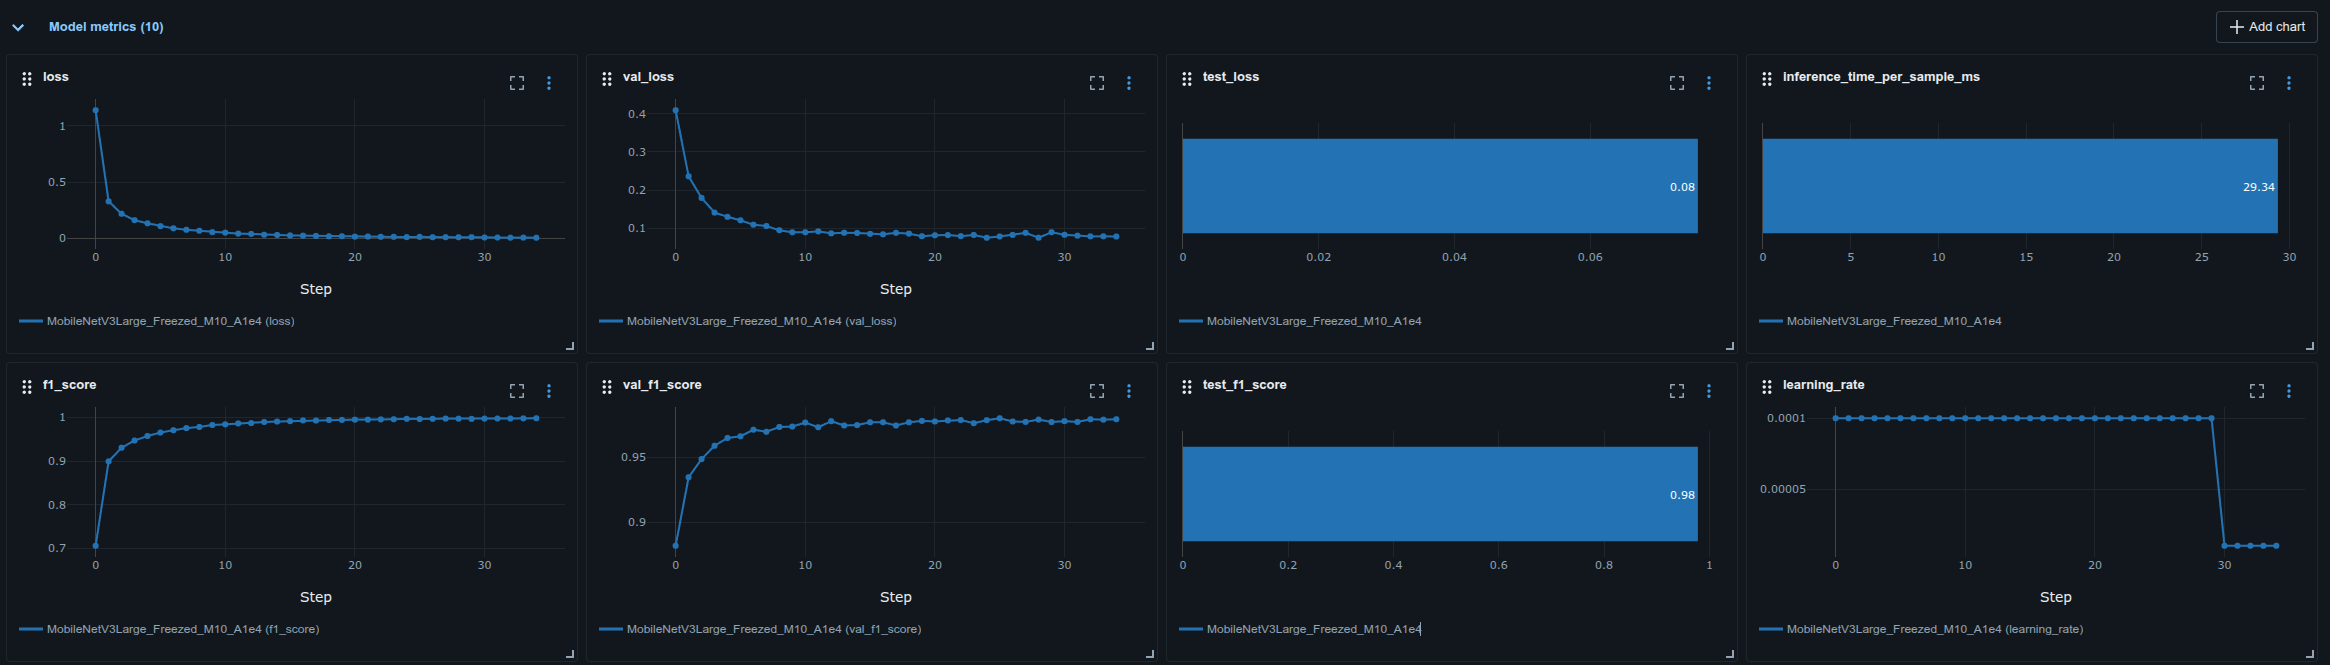 Model metrics (10)
Add chart
loss
1
0.5
0
0 10 20 30
Step
MobileNetV3Large_Freezed_M10_A1e4 (loss)
val_loss
0.4
0.3
0.2
0.1
0 10 20 30
Step
MobileNetV3Large_Freezed_M10_A1e4 (val_loss)
test_loss
0.08
0 0.02 0.04 0.06
MobileNetV3Large_Freezed_M10_A1e4
inference_time_per_sample_ms
29.34
0 5 10 15 20 25 30
MobileNetV3Large_Freezed_M10_A1e4
f1_score
1
0.9
0.8
0.7
0 10 20 30
Step
MobileNetV3Large_Freezed_M10_A1e4 (f1_score)
val_f1_score
0.95
0.9
0 10 20 30
Step
MobileNetV3Large_Freezed_M10_A1e4 (val_f1_score)
test_f1_score
0.98
0 0.2 0.4 0.6 0.8 1
MobileNetV3Large_Freezed_M10_A1e4
learning_rate
0.0001
0.00005
0 10 20 30
Step
MobileNetV3Large_Freezed_M10_A1e4 (learning_rate)